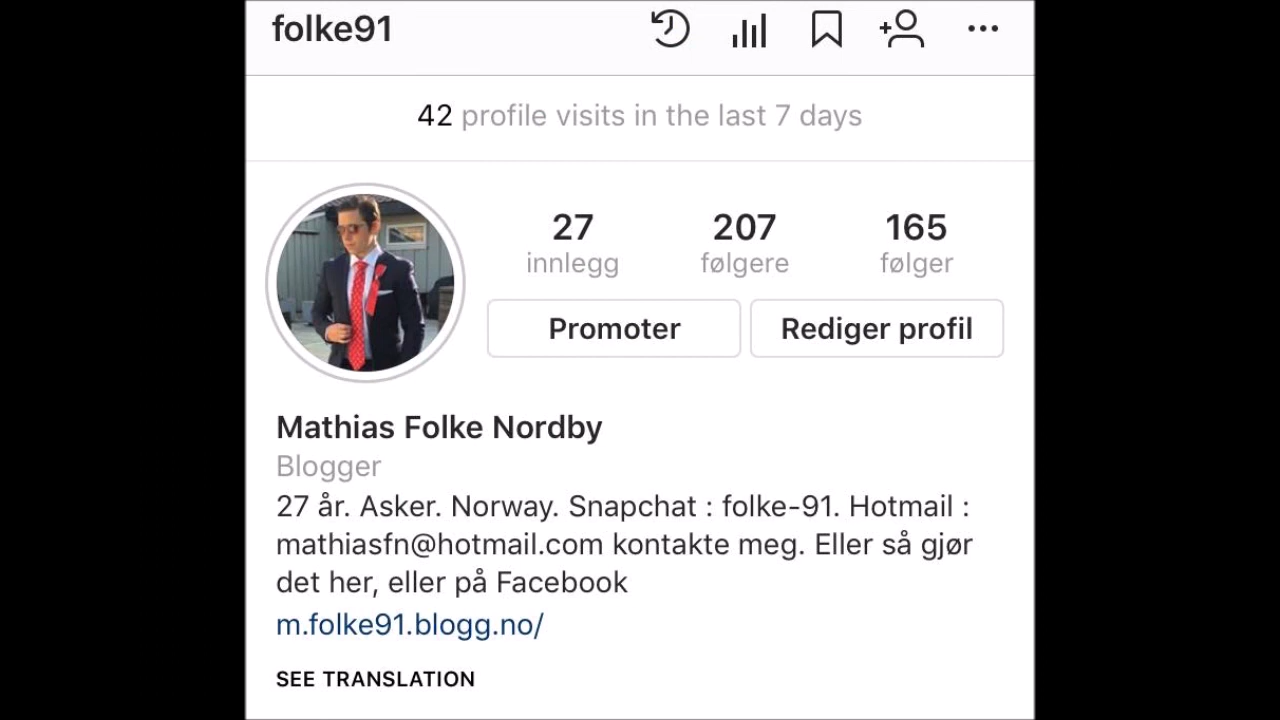 folke91
42 profile visits in the last 7 days
27 207 165
innlegg følgere følger
Promoter Rediger profil
Mathias Folke Nordby
Blogger
27 år. Asker. Norway. Snapchat : folke-91. Hotmail :
mathiasfn@hotmail.com kontakte meg. Eller så gjør
det her, eller på Facebook
m.folke91.blogg.no/
SEE TRANSLATION